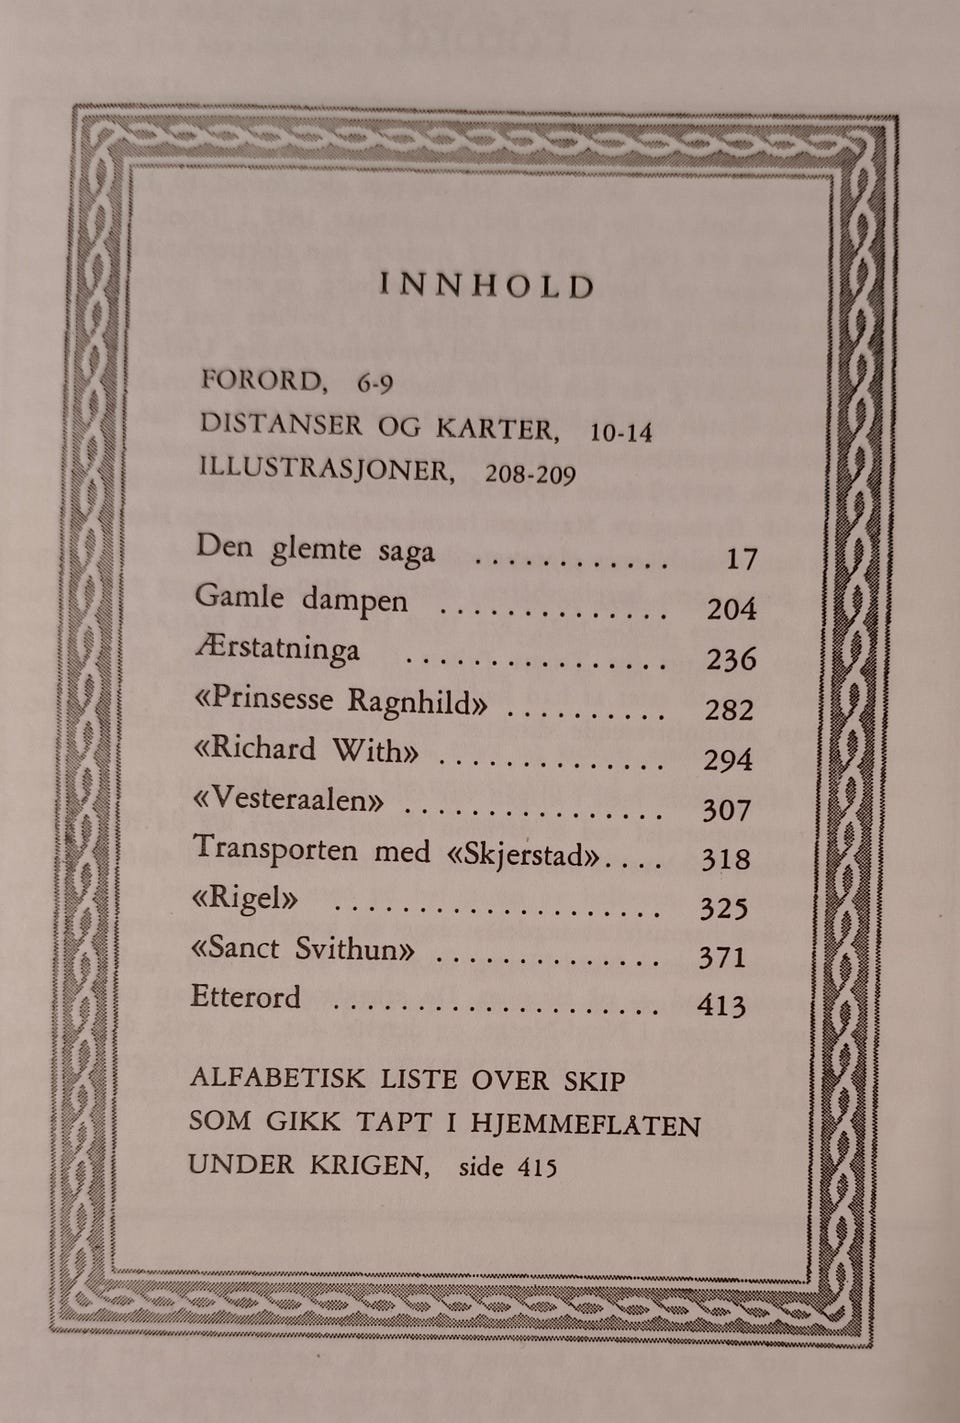 INNHOLD
FORORD, 6-9
DISTANSER OG KARTER, 10-14
ILLUSTRASJONER, 208-209
Den glemte saga ............ 17
Gamle dampen .............. 204
Ærstatninga ................ 236
«Prinsesse Ragnhild» .......... 282
«Richard With» .............. 294
«Vesteraalen» ................ 307
Transporten med «Skjerstad».... 318
«Rigel» .................... 325
«Sanct Svithun» .............. 371
Etterord .................... 413
ALFABETISK LISTE OVER SKIP
SOM GIKK TAPT I HJEMMEFLÅTEN
UNDER KRIGEN, side 415